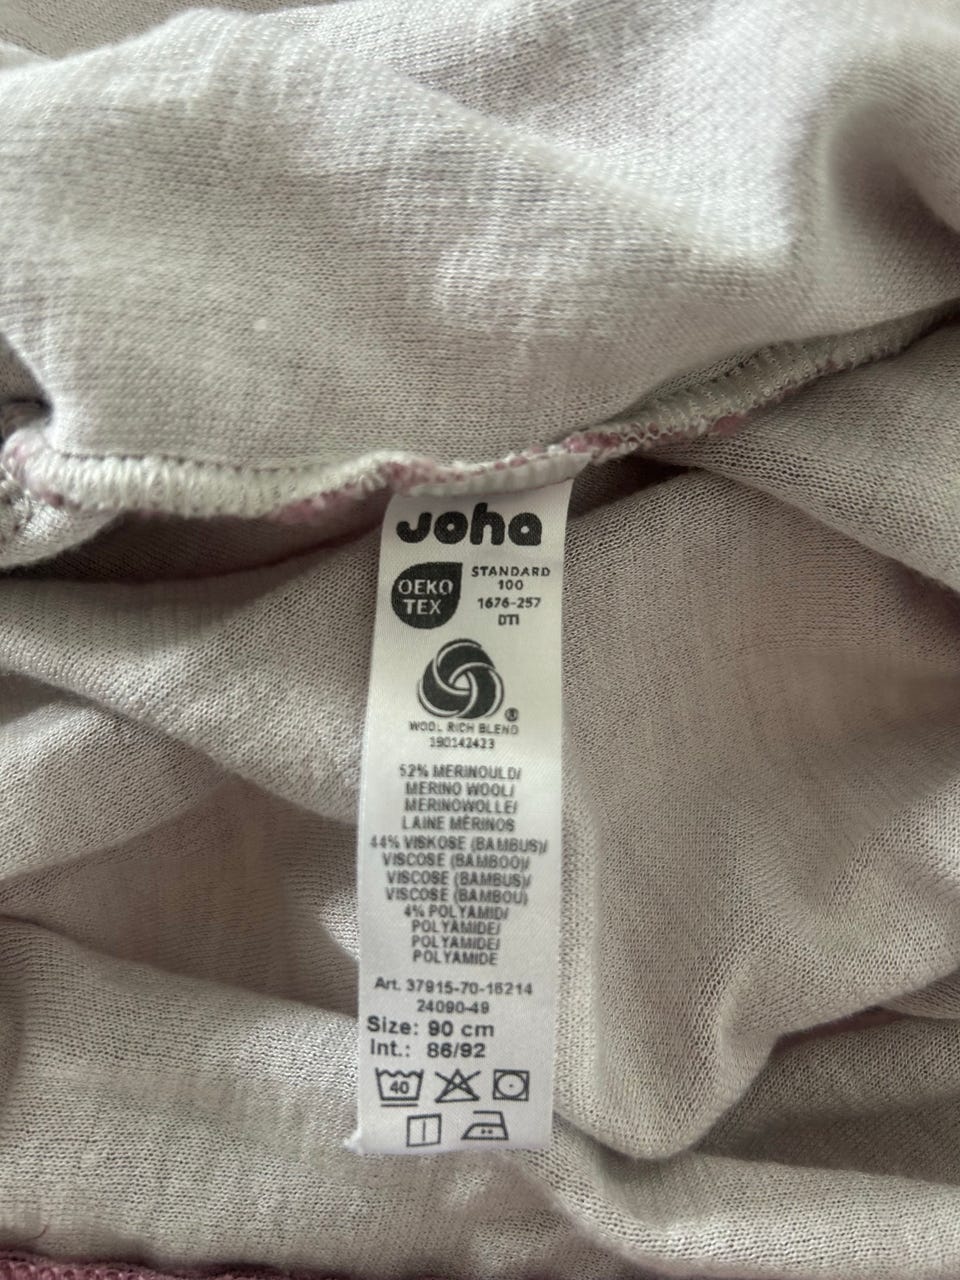 Joha
OEKO
TEX
STANDARD
100
1676-257
DTI
WOOL RICH BLEND
190142423
52% MERINOULD/
MERINO WOOL/
MERINOWOLLE/
LAINE MÉRINOS
44% VISKOSE (BAMBUS)/
VISCOSE (BAMBOO)/
VISCOSE (BAMBUS)/
VISCOSE (BAMBOU)
4% POLYAMID/
POLYAMIDE/
POLYAMIDE/
POLYAMIDE
Art. 37915-70-16214
24090-49
Size: 90 cm
Int.: 86/92
40